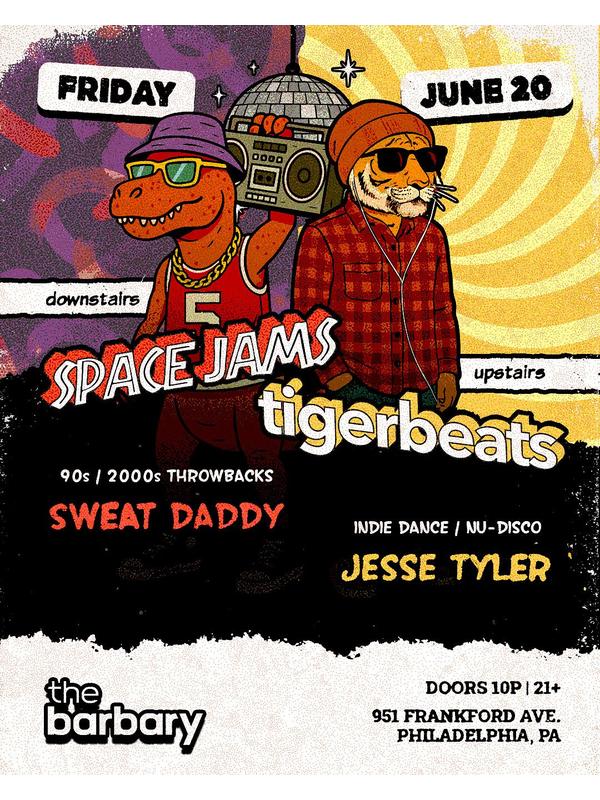 FRIDAY
JUNE 20
5
downstairs
SPACE JAMS
upstairs
tigerbeats
90s / 2000s THROWBACKS
SWEAT DADDY
INDIE DANCE / NU-DISCO
JESSE TYLER
the
barbary
DOORS 10P | 21+
951 FRANKFORD AVE.
PHILADELPHIA, PA